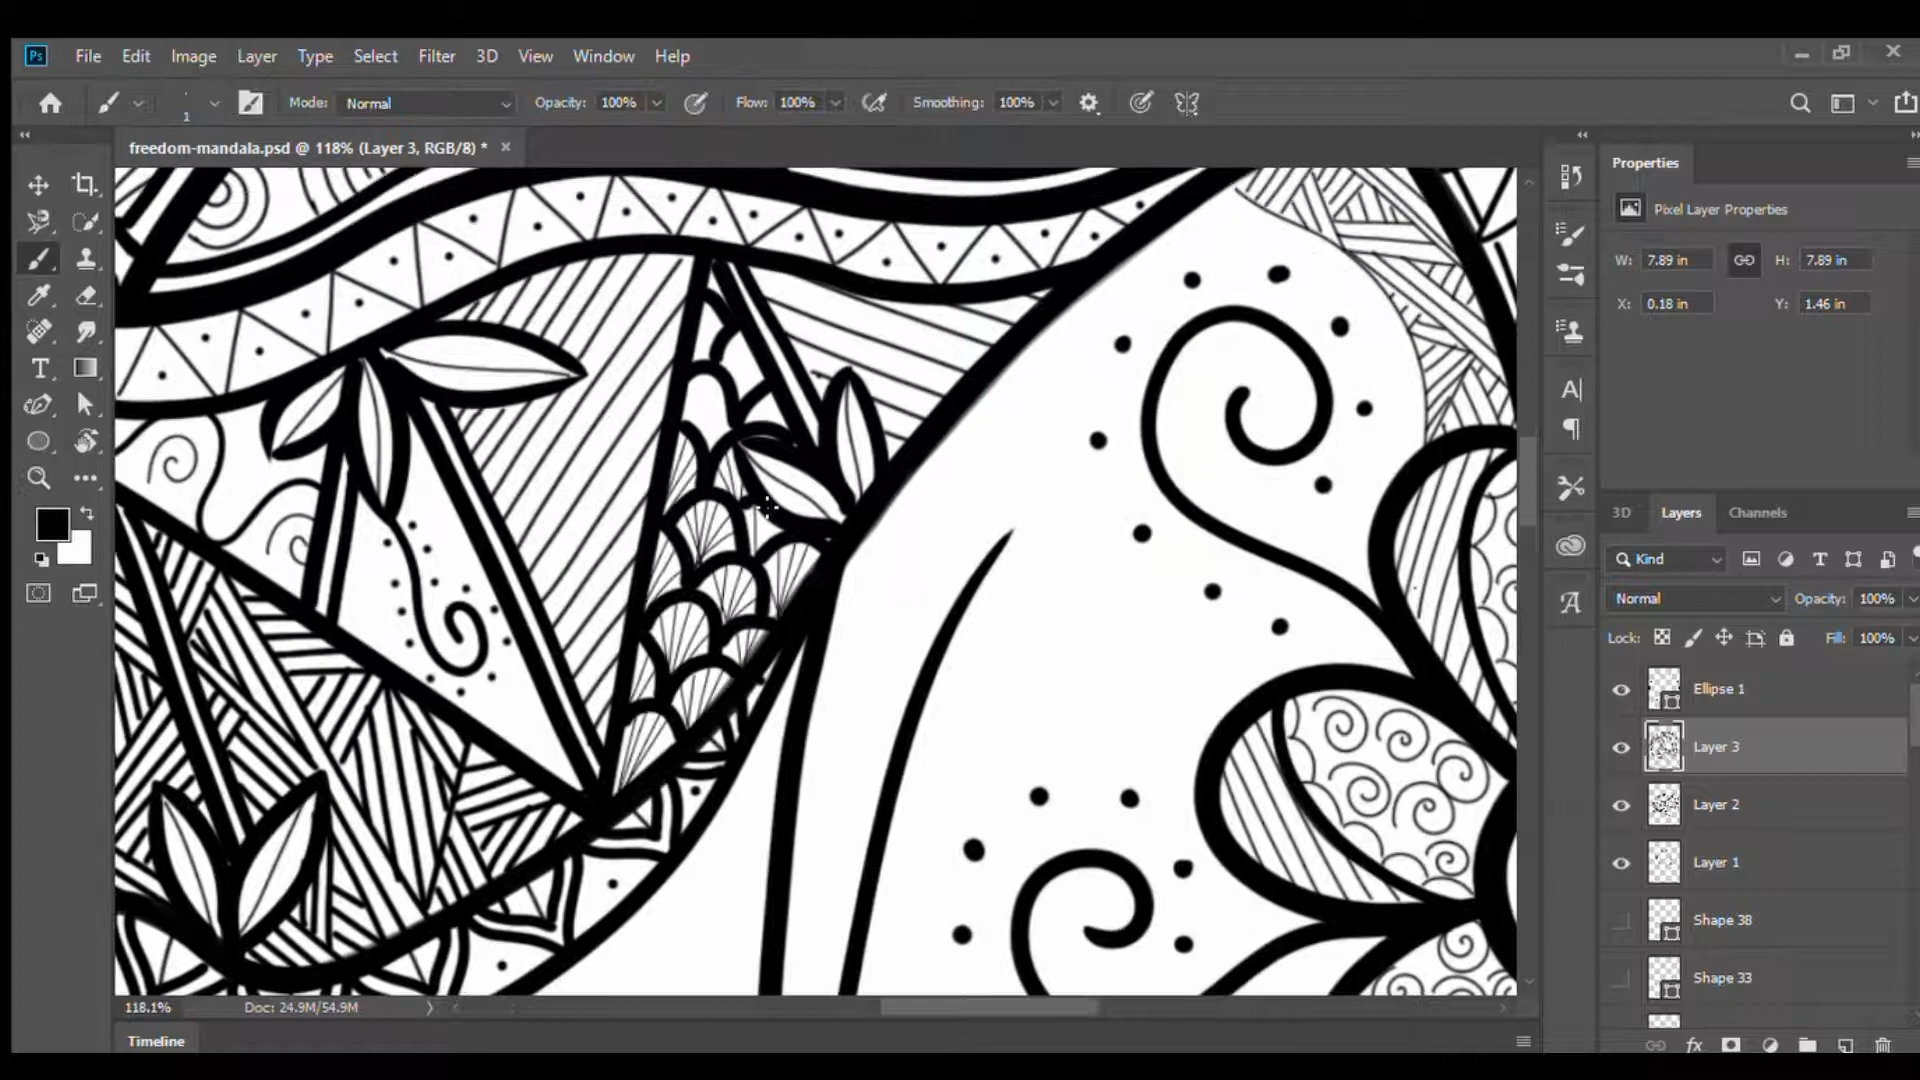 Ps File Edit Image Layer Type Select Filter 3D View Window Help
1 Mode: Normal Opacity: 100% Flow: 100% Smoothing: 100%
freedom-mandala.psd @ 118% (Layer 3, RGB/8) *
Properties
Pixel Layer Properties
W: 7.89 in H: 7.89 in
X: 0.18 in Y: 1.46 in
3D Layers Channels
Kind
Normal Opacity: 100%
Lock: Fill: 100%
Ellipse 1
Layer 3
Layer 2
Layer 1
Shape 38
Shape 33
118.1% Doc: 24.9M/54.9M
Timeline